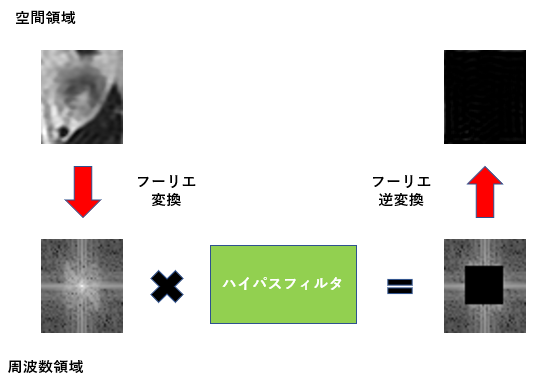 空間領域
フーリエ
変換
フーリエ
逆変換
ハイパスフィルタ
周波数領域